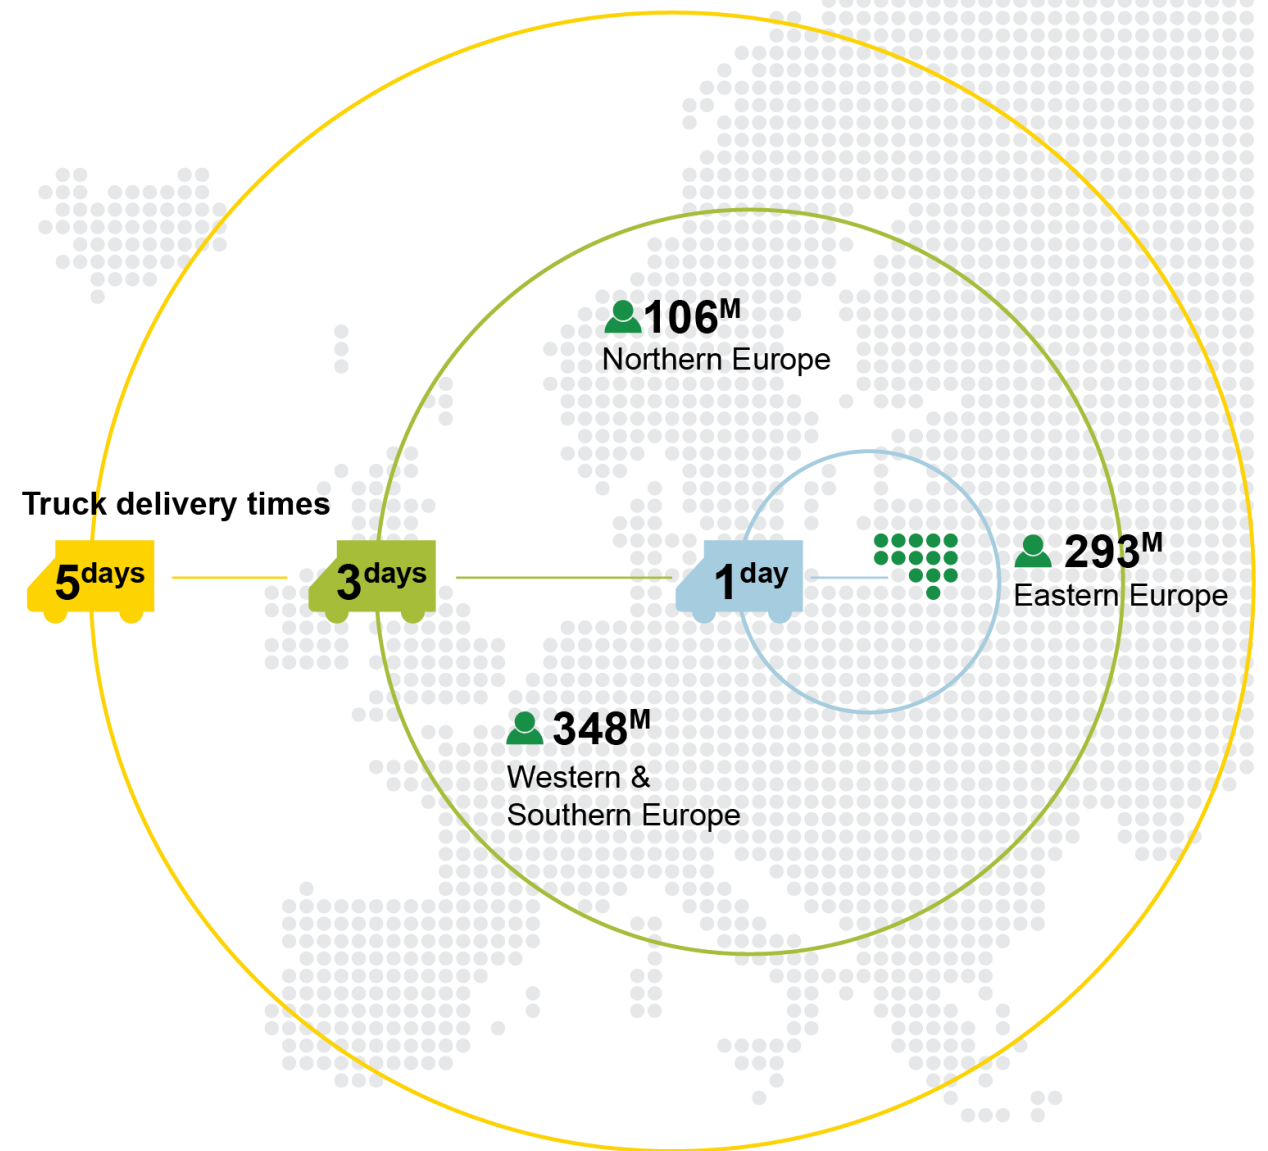 106M
Northern Europe
Truck delivery times
5days
3days
1day
293M
Eastern Europe
348M
Western &
Southern Europe